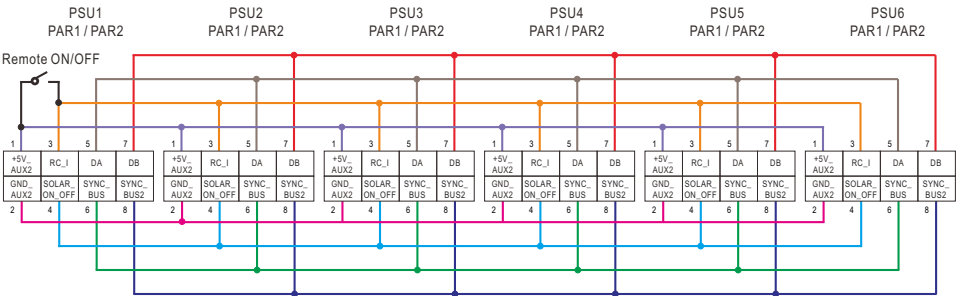 PSU1 PSU2 PSU3 PSU4 PSU5 PSU6
PAR1 / PAR2 PAR1 / PAR2 PAR1 / PAR2 PAR1 / PAR2 PAR1 / PAR2 PAR1 / PAR2
Remote ON/OFF
1 3 5 7 1 3 5 7 1 3 5 7 1 3 5 7 1 3 5 7 1 3 5 7
+5V_ AUX2 RC_I DA DB +5V_ AUX2 RC_I DA DB +5V_ AUX2 RC_I DA DB +5V_ AUX2 RC_I DA DB +5V_ AUX2 RC_I DA DB +5V_ AUX2 RC_I DA DB
GND_ SOLAR_ SYNC_ SYNC_ GND_ SOLAR_ SYNC_ SYNC_ GND_ SOLAR_ SYNC_ SYNC_ GND_ SOLAR_ SYNC_ SYNC_ GND_ SOLAR_ SYNC_ SYNC_ GND_ SOLAR_ SYNC_ SYNC_
AUX2 ON_OFF BUS BUS2 AUX2 ON_OFF BUS BUS2 AUX2 ON_OFF BUS BUS2 AUX2 ON_OFF BUS BUS2 AUX2 ON_OFF BUS BUS2 AUX2 ON_OFF BUS BUS2
2 4 6 8 2 4 6 8 2 4 6 8 2 4 6 8 2 4 6 8 2 4 6 8